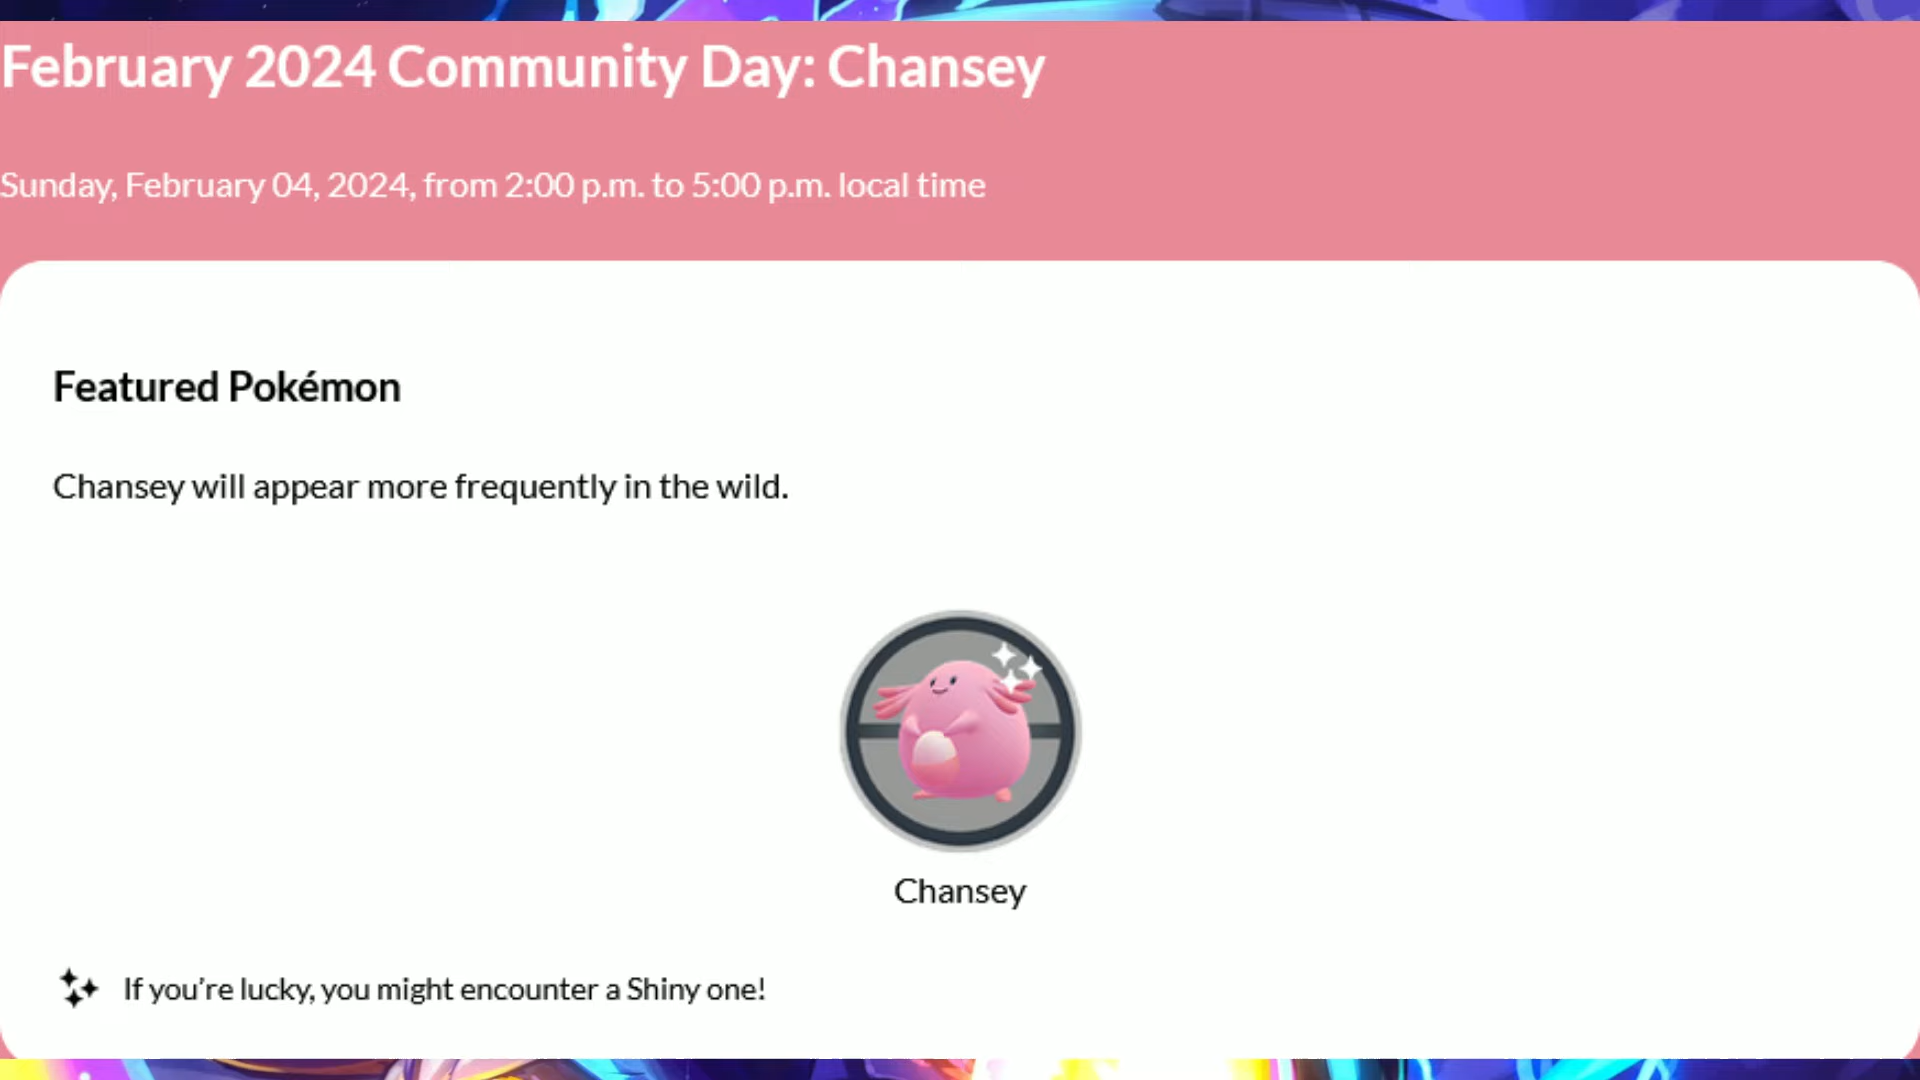 February 2024 Community Day: Chansey
Sunday, February 04, 2024, from 2:00 p.m. to 5:00 p.m. local time
Featured Pokémon
Chansey will appear more frequently in the wild.
Chansey
If you’re lucky, you might encounter a Shiny one!